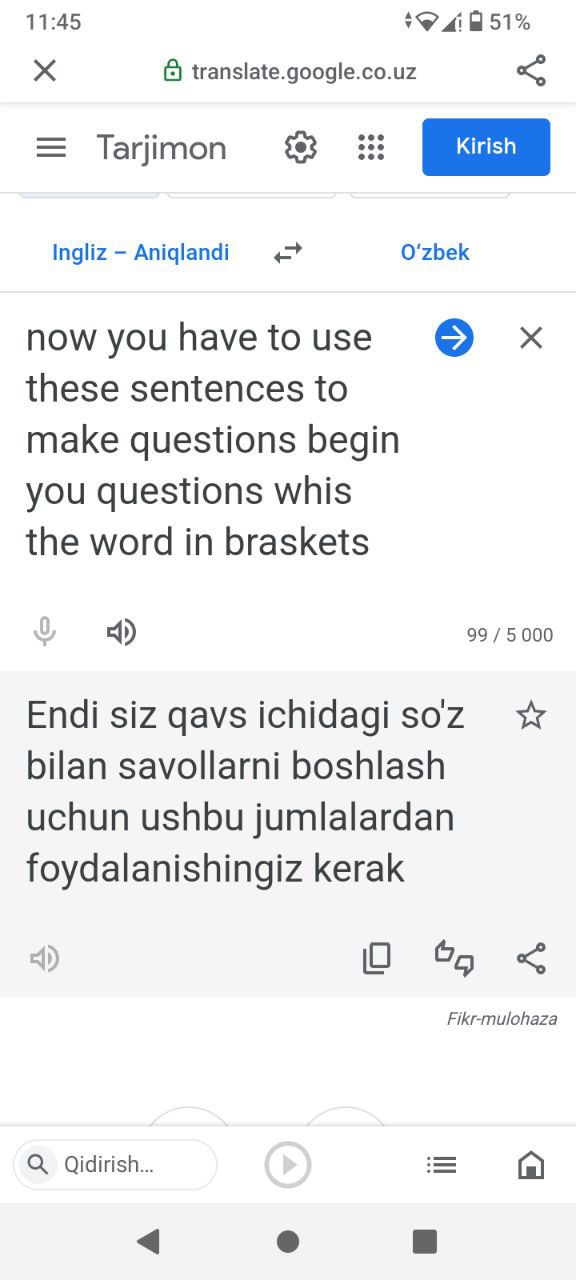 11:45
51%
translate.google.co.uz
Tarjimon
Kirish
Ingliz – Aniqlandi
O‘zbek
now you have to use
these sentences to
make questions begin
you questions whis
the word in braskets
99 / 5 000
Endi siz qavs ichidagi so'z
bilan savollarni boshlash
uchun ushbu jumlalardan
foydalanishingiz kerak
Fikr-mulohaza
Qidirish...